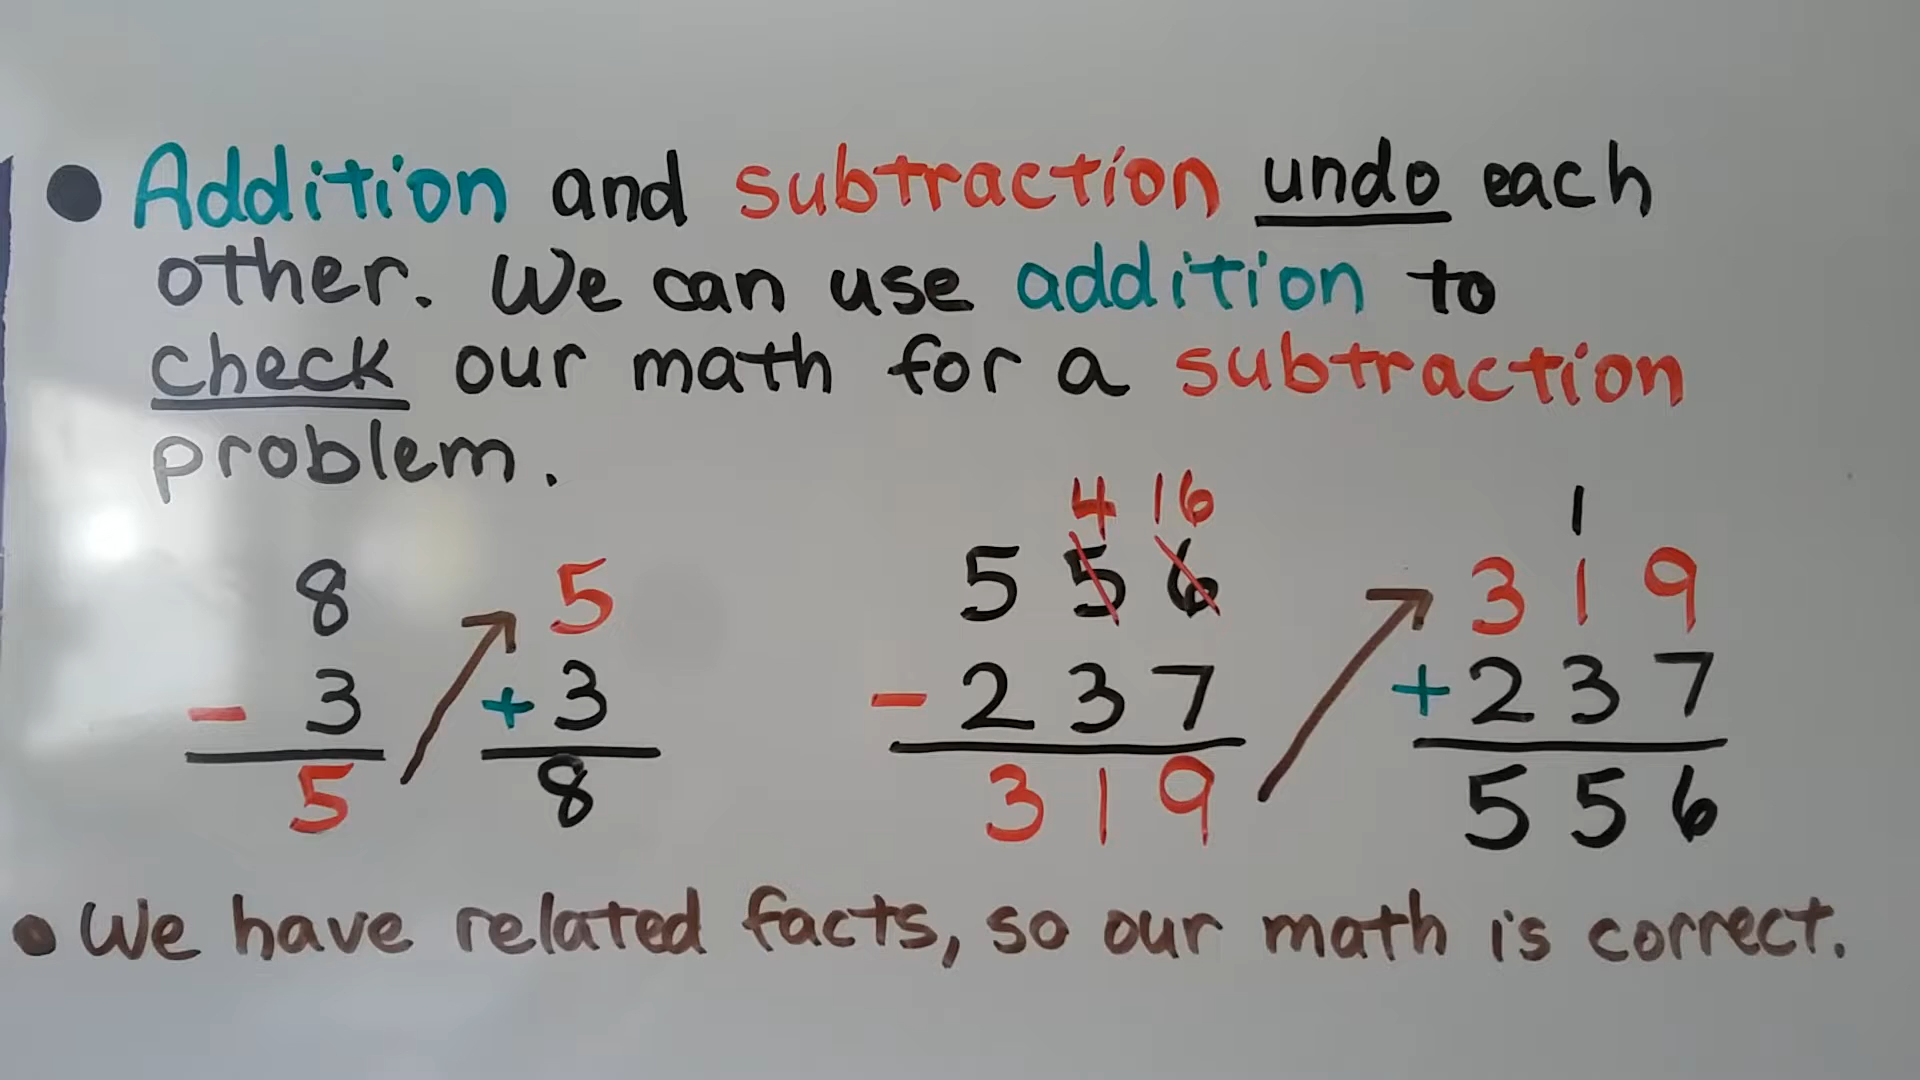 • Addition and subtraction undo each
other. We can use addition to
check our math for a subtraction
problem.
4 16 1
8 5 5 5 6 3 1 9
- 3 + 3 - 2 3 7 + 2 3 7
5 8 3 1 9 5 5 6
• We have related facts, so our math is correct.